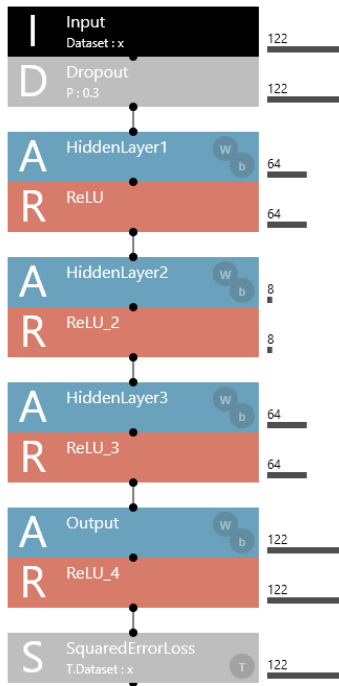 I
Input
Dataset : x
122
D
Dropout
P : 0.3
122
A
HiddenLayer1
W
b
64
R
ReLU
64
A
HiddenLayer2
W
b
8
R
ReLU_2
8
A
HiddenLayer3
W
b
64
R
ReLU_3
64
A
Output
W
b
122
R
ReLU_4
122
S
SquaredErrorLoss
T.Dataset : x
T
122